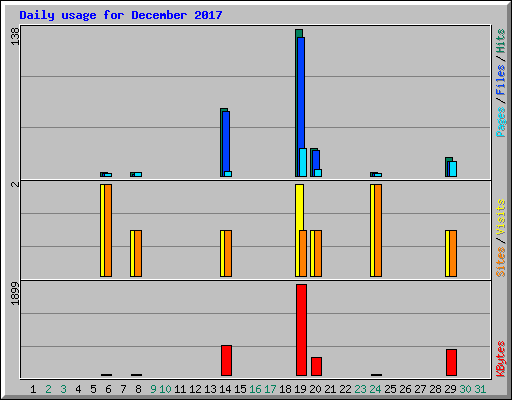 Daily usage for December 2017
138
Pages/Files/Hits
2
Sites/Visits
1899
KBytes
1 2 3 4 5 6 7 8 9 10 11 12 13 14 15 16 17 18 19 20 21 22 23 24 25 26 27 28 29 30 31